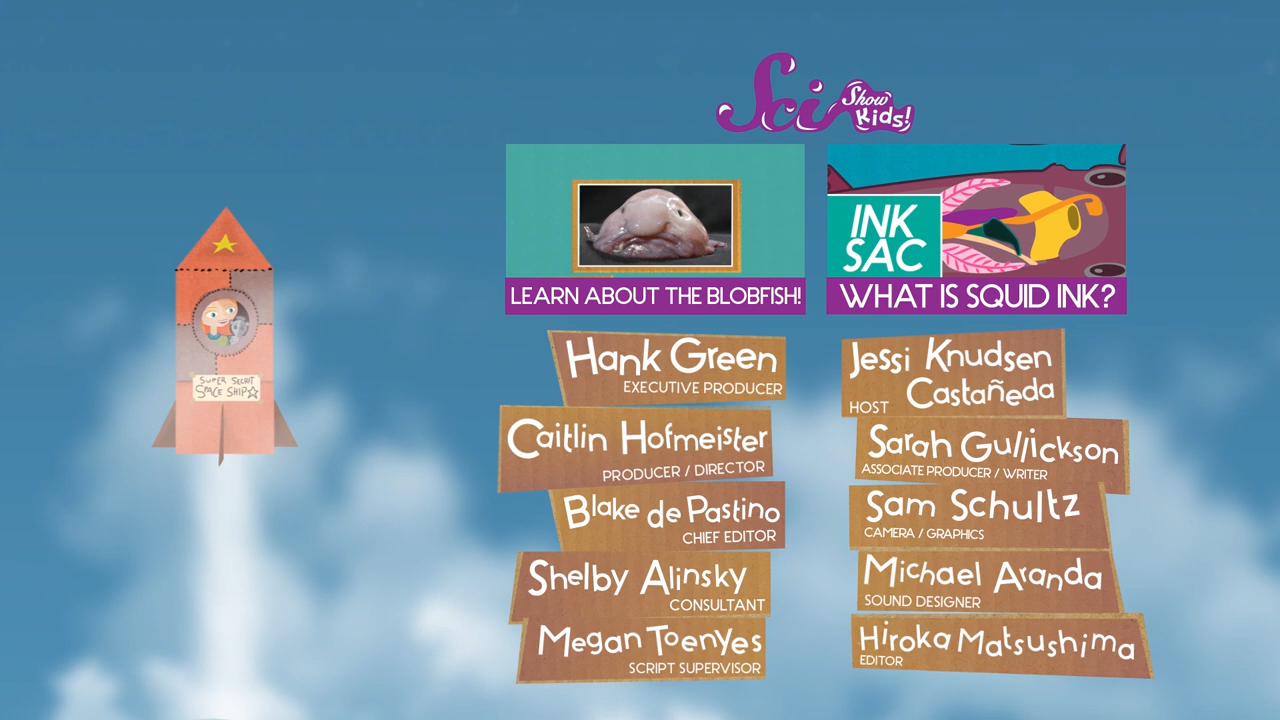 Sci Show Kids!
INK
SAC
LEARN ABOUT THE BLOBFISH!
WHAT IS SQUID INK?
SUPER SECRIT
SPACE SHIP
Hank Green
EXECUTIVE PRODUCER
Jessi Knudsen
Castañeda
HOST
Caitlin Hofmeister
PRODUCER / DIRECTOR
Sarah Gullickson
ASSOCIATE PRODUCER / WRITER
Blake de Pastino
CHIEF EDITOR
Sam Schultz
CAMERA / GRAPHICS
Shelby Alinsky
CONSULTANT
Michael Aranda
SOUND DESIGNER
Megan Toenyes
SCRIPT SUPERVISOR
Hiroka Matsushima
EDITOR